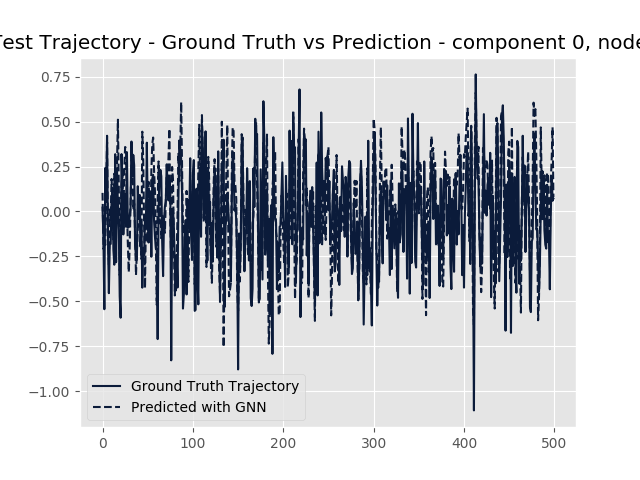 Test Trajectory - Ground Truth vs Prediction - component 0, node
0.75
0.50
0.25
0.00
−0.25
−0.50
−0.75
−1.00
Ground Truth Trajectory
Predicted with GNN
0 100 200 300 400 500